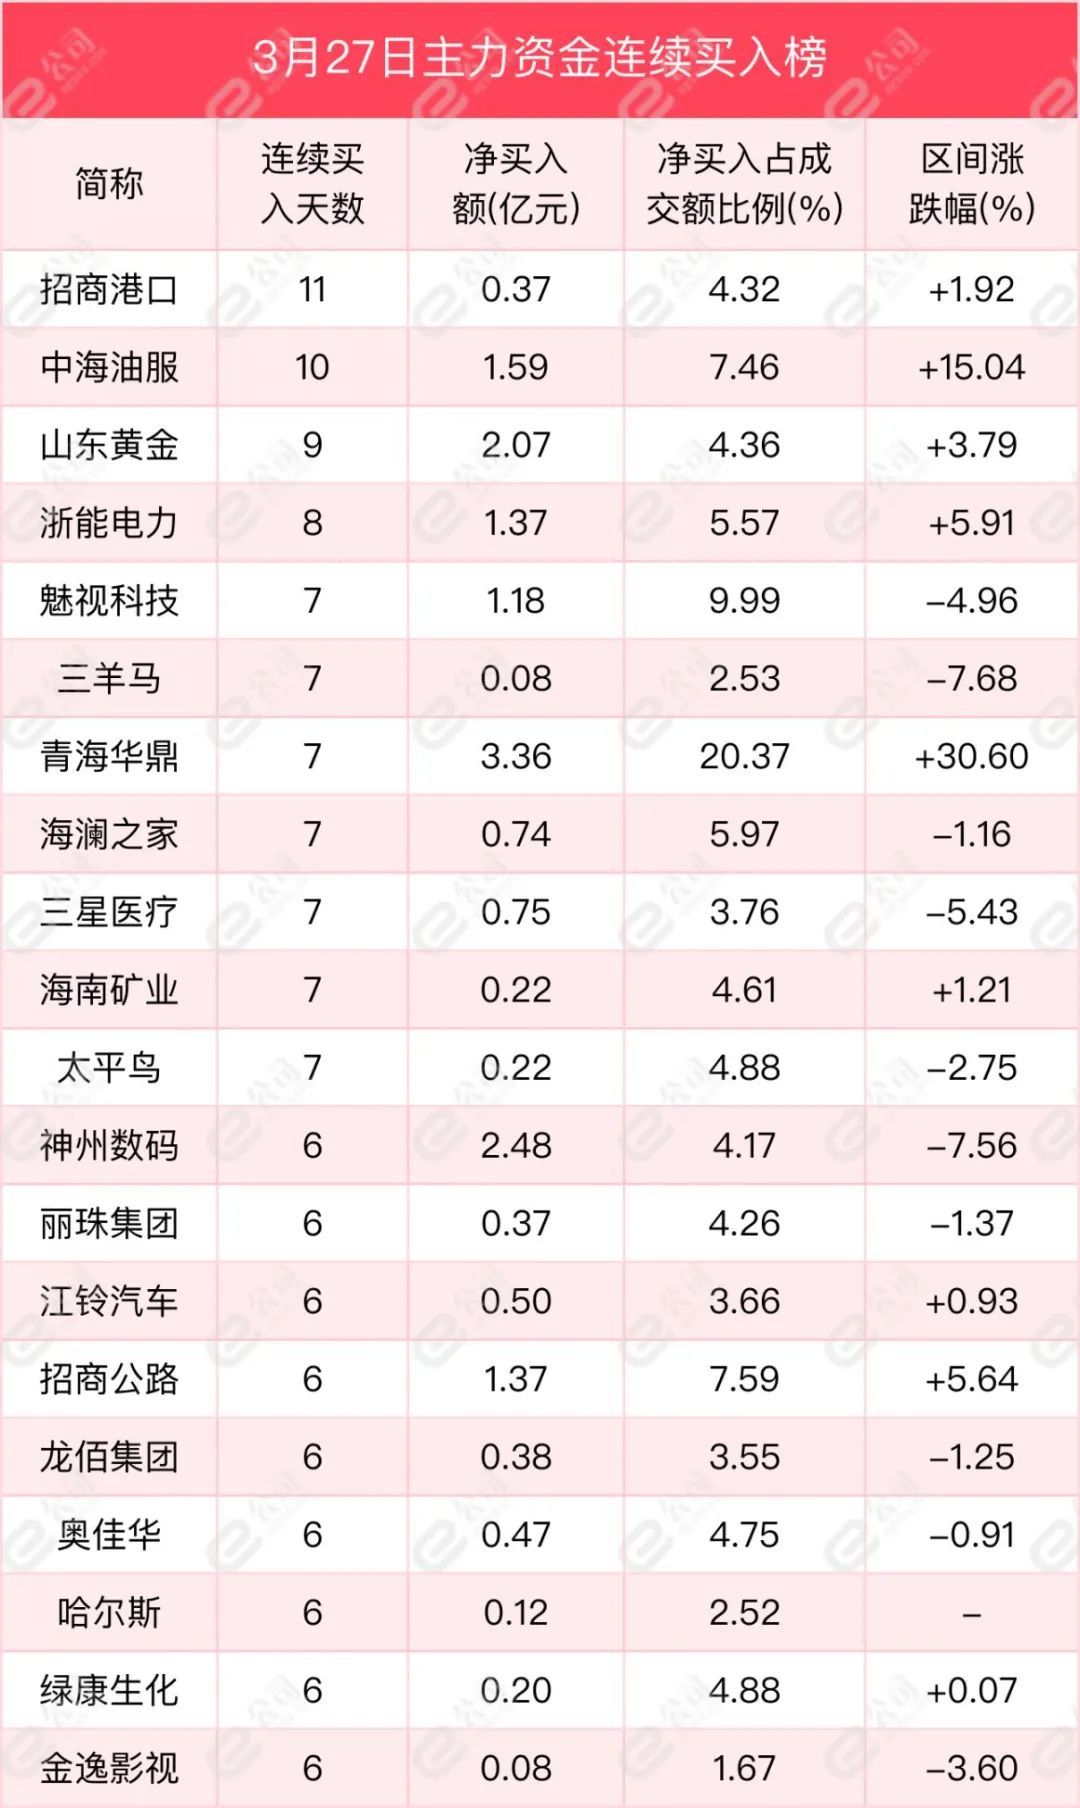 3月27日主力资金连续买入榜
简称 连续买入天数 净买入额(亿元) 净买入占成交额比例(%) 区间涨跌幅(%)
招商港口 11 0.37 4.32 +1.92
中海油服 10 1.59 7.46 +15.04
山东黄金 9 2.07 4.36 +3.79
浙能电力 8 1.37 5.57 +5.91
魅视科技 7 1.18 9.99 -4.96
三羊马 7 0.08 2.53 -7.68
青海华鼎 7 3.36 20.37 +30.60
海澜之家 7 0.74 5.97 -1.16
三星医疗 7 0.75 3.76 -5.43
海南矿业 7 0.22 4.61 +1.21
太平鸟 7 0.22 4.88 -2.75
神州数码 6 2.48 4.17 -7.56
丽珠集团 6 0.37 4.26 -1.37
江铃汽车 6 0.50 3.66 +0.93
招商公路 6 1.37 7.59 +5.64
龙佰集团 6 0.38 3.55 -1.25
奥佳华 6 0.47 4.75 -0.91
哈尔斯 6 0.12 2.52 -
绿康生化 6 0.20 4.88 +0.07
金逸影视 6 0.08 1.67 -3.60
e公司